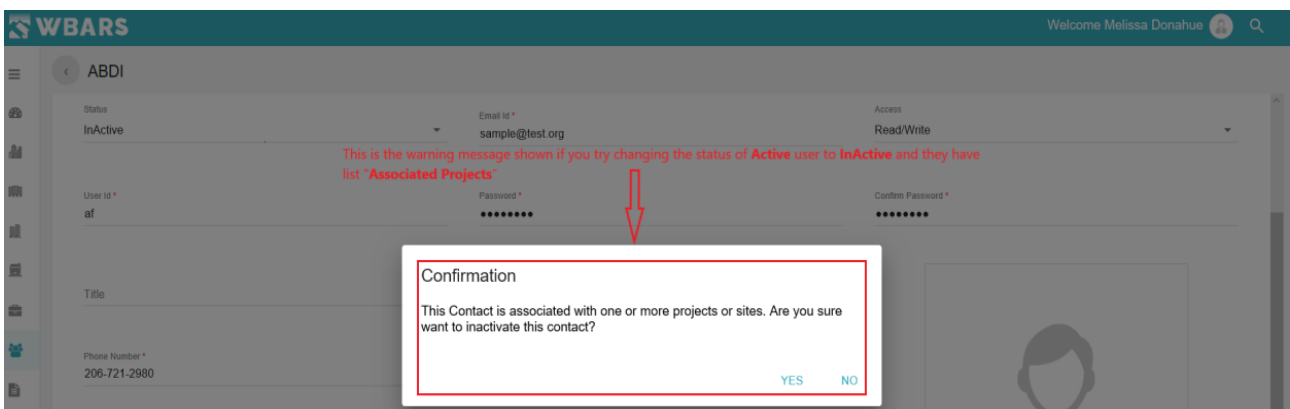 WBARS
Welcome Melissa Donahue
ABDI
Status
InActive
Email Id *
sample@test.org
Access
Read/Write
This is the warning message shown if you try changing the status of Active user to InActive and they have
list "Associated Projects"
User Id *
af
Password *
••••••••
Confirm Password *
••••••••
Title
Confirmation
This Contact is associated with one or more projects or sites. Are you sure
want to inactivate this contact?
YES NO
Phone Number *
206-721-2980